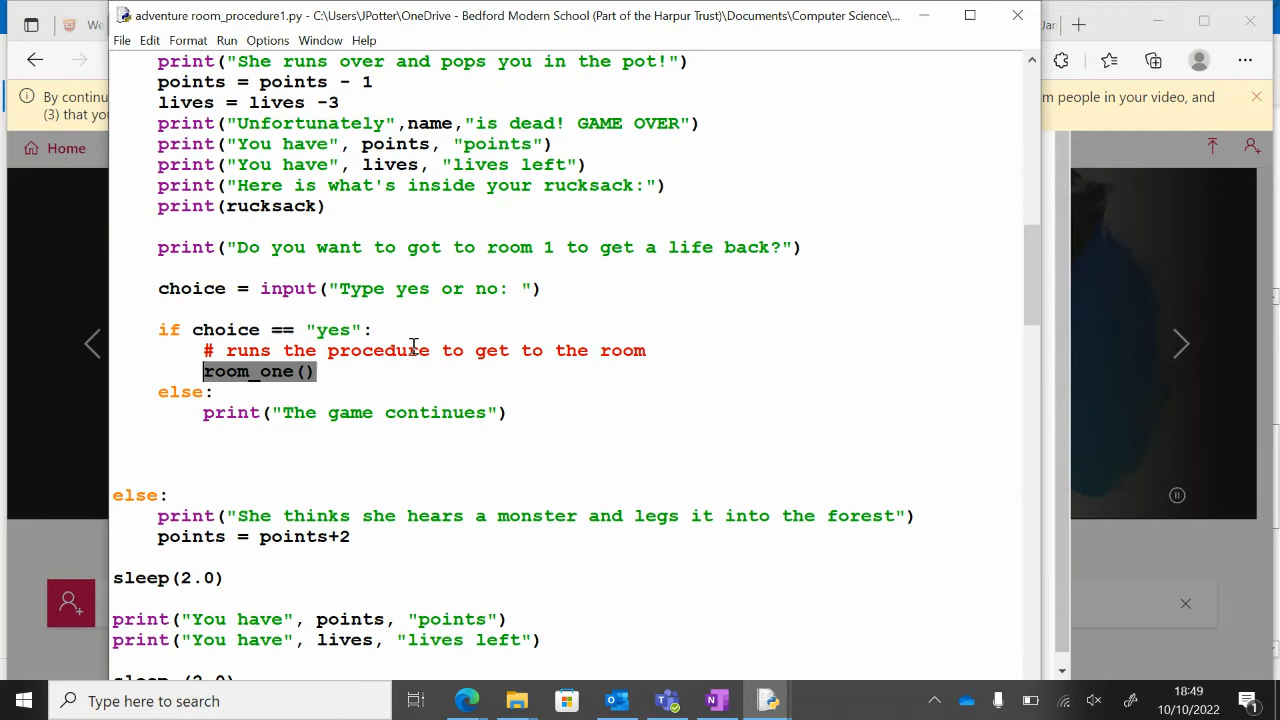 adventure room_procedure1.py - C:\Users\JPotter\OneDrive - Bedford Modern School (Part of the Harpur Trust)\Documents\Computer Science\...
File Edit Format Run Options Window Help
By continu
(3) that you
m people in your video, and
Home
print("She runs over and pops you in the pot!")
points = points - 1
lives = lives -3
print("Unfortunately",name,"is dead! GAME OVER")
print("You have", points, "points")
print("You have", lives, "lives left")
print("Here is what's inside your rucksack:")
print(rucksack)
print("Do you want to got to room 1 to get a life back?")
choice = input("Type yes or no: ")
if choice == "yes":
# runs the procedure to get to the room
room_one()
else:
print("The game continues")
else:
print("She thinks she hears a monster and legs it into the forest")
points = points+2
sleep(2.0)
print("You have", points, "points")
print("You have", lives, "lives left")
sleep (2.0)
Type here to search
18:49
10/10/2022
1